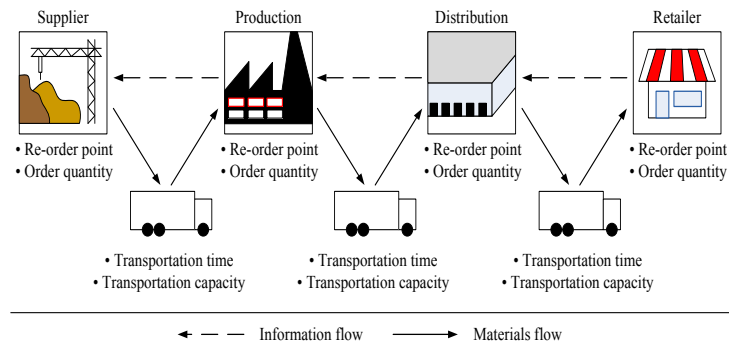 Supplier
Production
Distribution
Retailer
• Re-order point
• Order quantity
• Re-order point
• Order quantity
• Re-order point
• Order quantity
• Re-order point
• Order quantity
• Transportation time
• Transportation capacity
• Transportation time
• Transportation capacity
• Transportation time
• Transportation capacity
Information flow
Materials flow